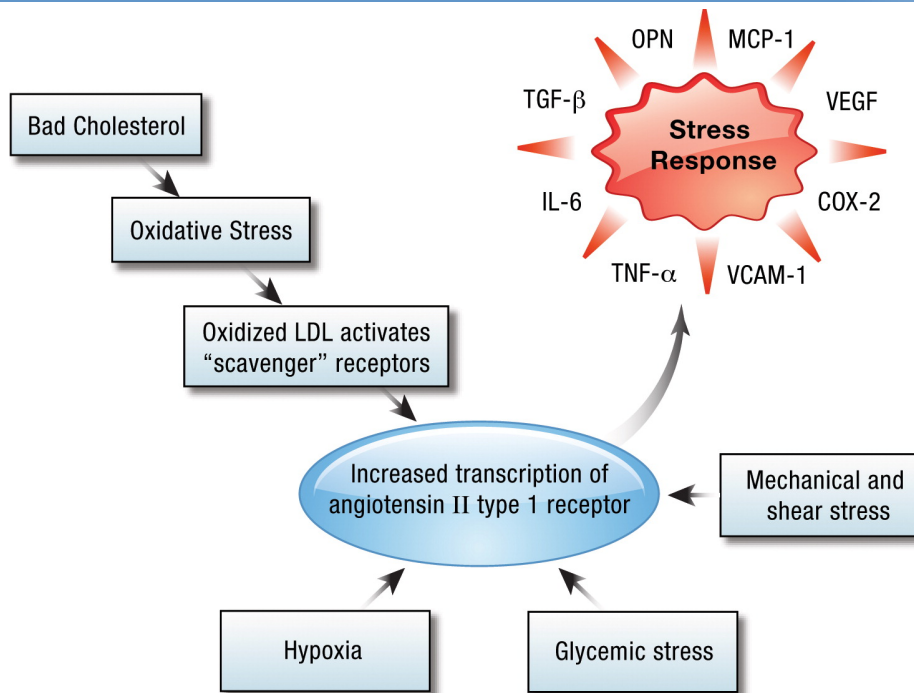 OPN
MCP-1
TGF-β
VEGF
Stress
Response
IL-6
COX-2
TNF-α
VCAM-1
Bad Cholesterol
Oxidative Stress
Oxidized LDL activates
“scavenger” receptors
Increased transcription of
angiotensin II type 1 receptor
Mechanical and
shear stress
Hypoxia
Glycemic stress